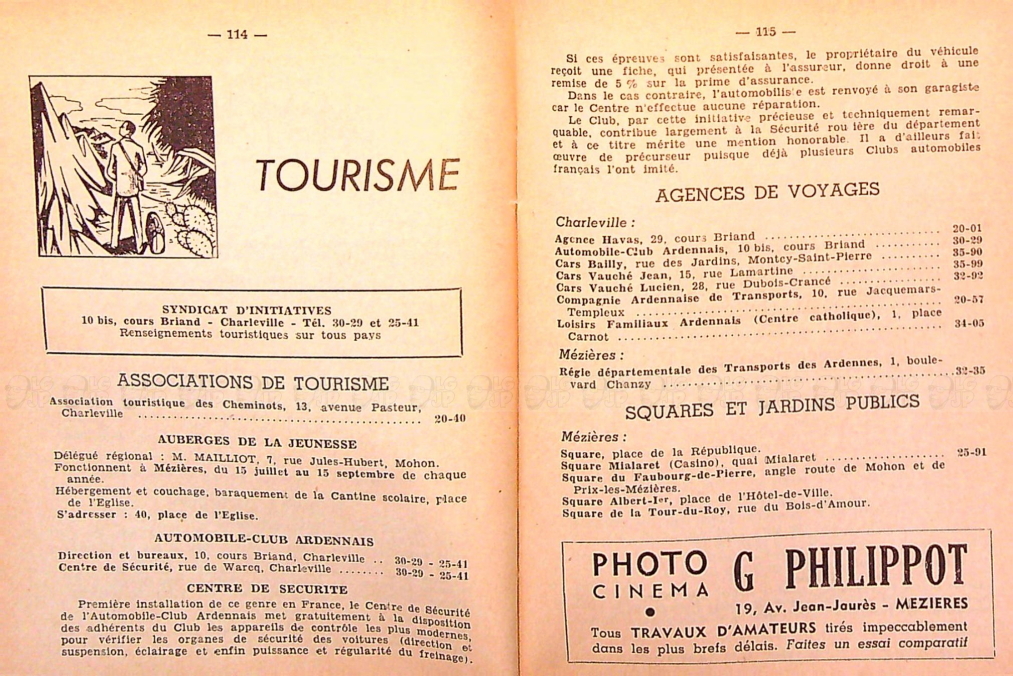 — 114 —
TOURISME
SYNDICAT D'INITIATIVES
10 bis, cours Briand - Charleville - Tél. 30-29 et 25-41
Renseignements touristiques sur tous pays
ASSOCIATIONS DE TOURISME
Association touristique des Cheminots, 13, avenue Pasteur,
Charleville .......................................... 20-40
AUBERGES DE LA JEUNESSE
Délégué régional : M. MAILLIOT, 7, rue Jules-Hubert, Mohon.
Fonctionnent à Mézières, du 15 juillet au 15 septembre de chaque
année.
Hébergement et couchage, baraquement de la Cantine scolaire, place
de l'Eglise.
S'adresser : 40, place de l'Eglise.
AUTOMOBILE-CLUB ARDENNAIS
Direction et bureaux, 10, cours Briand, Charleville .. 30-29 - 25-41
Centre de Sécurité, rue de Warcq, Charleville ........ 30-29 - 25-41
CENTRE DE SECURITE
Première installation de ce genre en France, le Centre de Sécurité
de l'Automobile-Club Ardennais met gratuitement à la disposition
des adhérents du Club les appareils de contrôle les plus modernes,
pour vérifier les organes de sécurité des voitures (direction et
suspension, éclairage et enfin puissance et régularité du freinage).
— 115 —
Si ces épreuves sont satisfaisantes, le propriétaire du véhicule
reçoit une fiche, qui présentée à l'assureur, donne droit à une
remise de 5 % sur la prime d'assurance.
Dans le cas contraire, l'automobiliste est renvoyé à son garagiste
car le Centre n'effectue aucune réparation.
Le Club, par cette initiative précieuse et techniquement remar-
quable, contribue largement à la Sécurité routière du département
et à ce titre mérite une mention honorable. Il a d'ailleurs fait
œuvre de précurseur puisque déjà plusieurs Clubs automobiles
français l'ont imité.
AGENCES DE VOYAGES
Charleville :
Agence Havas, 29, cours Briand .......................... 20-01
Automobile-Club Ardennais, 10 bis, cours Briand .......... 30-29
Cars Bailly, rue des Jardins, Montcy-Saint-Pierre ......... 35-90
Cars Vauché Jean, 15, rue Lamartine .................... 35-99
Cars Vauché Lucien, 28, rue Dubois-Crancé .............. 32-92
Compagnie Ardennaise de Transports, 10, rue Jacquemars-
Templeux .......................................... 20-57
Loisirs Familiaux Ardennais (Centre catholique), 1, place
Carnot ............................................ 34-05
Mézières :
Régie départementale des Transports des Ardennes, 1, boule-
vard Chanzy ........................................ 32-35
SQUARES ET JARDINS PUBLICS
Mézières :
Square, place de la République.
Square Mialaret (Casino), quai Mialaret ................. 25-91
Square du Faubourg-de-Pierre, angle route de Mohon et de
Prix-les-Mézières.
Square Albert-Ier, place de l'Hôtel-de-Ville.
Square de la Tour-du-Roy, rue du Bois-d'Amour.
PHOTO CINEMA • G PHILIPPOT
19, Av. Jean-Jaurès - MEZIERES
Tous TRAVAUX D'AMATEURS tirés impeccablement
dans les plus brefs délais. Faites un essai comparatif